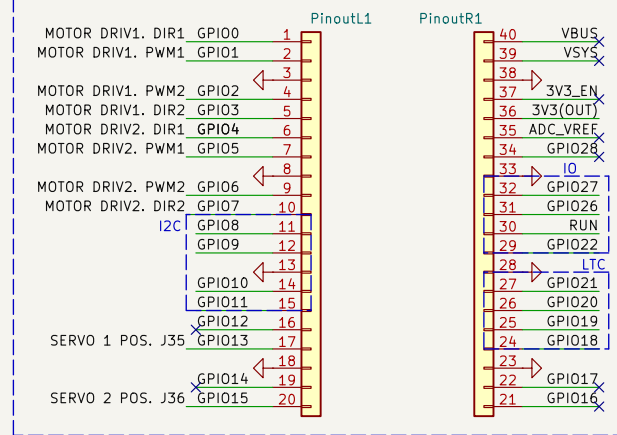 PinoutL1
MOTOR DRIV1. DIR1 GPIO0 1
MOTOR DRIV1. PWM1 GPIO1 2
3
MOTOR DRIV1. PWM2 GPIO2 4
MOTOR DRIV1. DIR2 GPIO3 5
MOTOR DRIV2. DIR1 GPIO4 6
MOTOR DRIV2. PWM1 GPIO5 7
8
MOTOR DRIV2. PWM2 GPIO6 9
MOTOR DRIV2. DIR2 GPIO7 10
I2C GPIO8 11
GPIO9 12
13
GPIO10 14
GPIO11 15
GPIO12 16
SERVO 1 POS. J35 GPIO13 17
18
GPIO14 19
SERVO 2 POS. J36 GPIO15 20
PinoutR1
40 VBUS
39 VSYS
38
37 3V3_EN
36 3V3(OUT)
35 ADC_VREF
34 GPIO28
33 IO
32 GPIO27
31 GPIO26
30 RUN
29 GPIO22
28 LTC
27 GPIO21
26 GPIO20
25 GPIO19
24 GPIO18
23
22 GPIO17
21 GPIO16